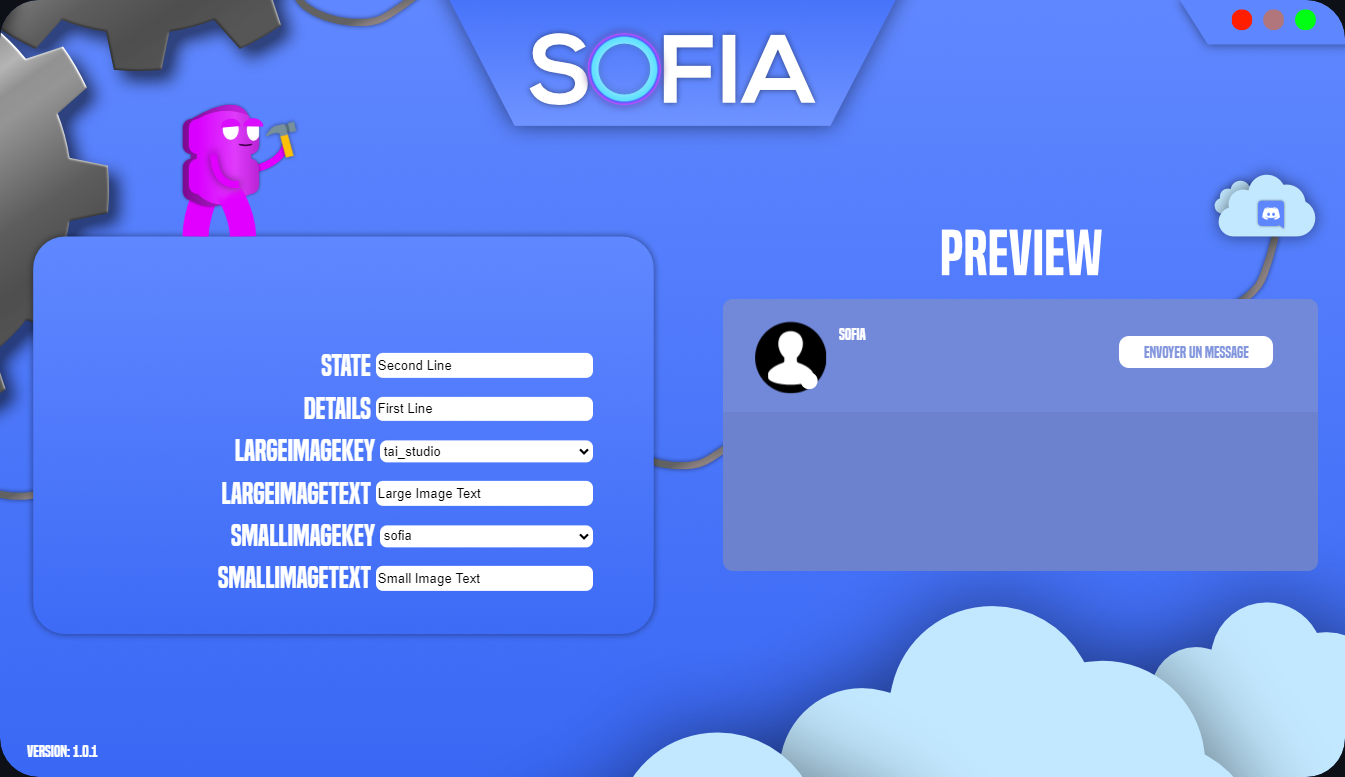 SOFIA
PREVIEW
SOFIA
ENVOYER UN MESSAGE
STATE Second Line
DETAILS First Line
LARGEIMAGEKEY tai_studio
LARGEIMAGETEXT Large Image Text
SMALLIMAGEKEY sofia
SMALLIMAGETEXT Small Image Text
VERSION: 1.0.1